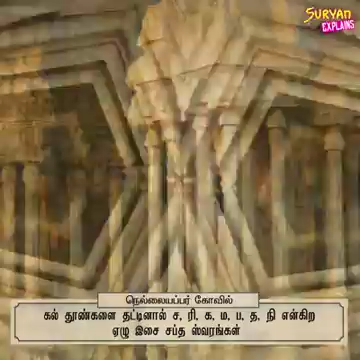 SURYAN
EXPLAINS
நெல்லையப்பர் கோவில்
கல் தூண்களை தட்டினால் ச, ரி, க, ம, ப, த, நி என்கிற
ஏழு இசை சப்த ஸ்வரங்கள்